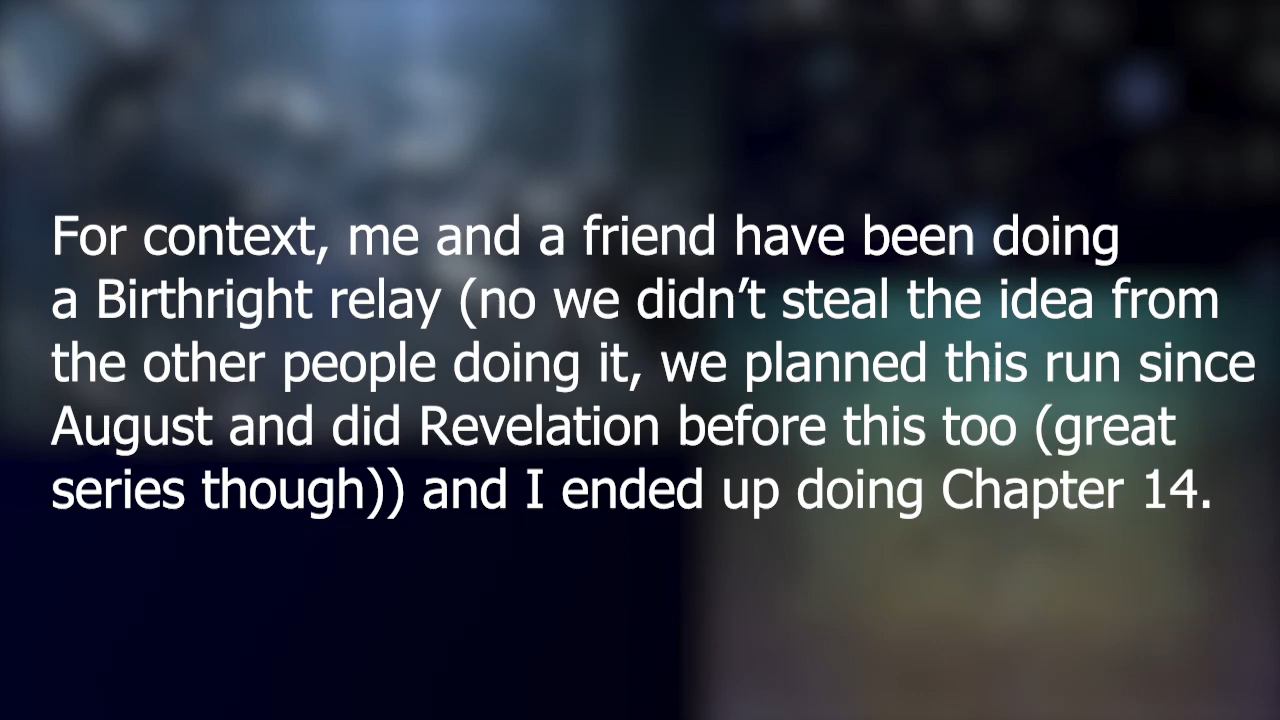 For context, me and a friend have been doing
a Birthright relay (no we didn’t steal the idea from
the other people doing it, we planned this run since
August and did Revelation before this too (great
series though)) and I ended up doing Chapter 14.